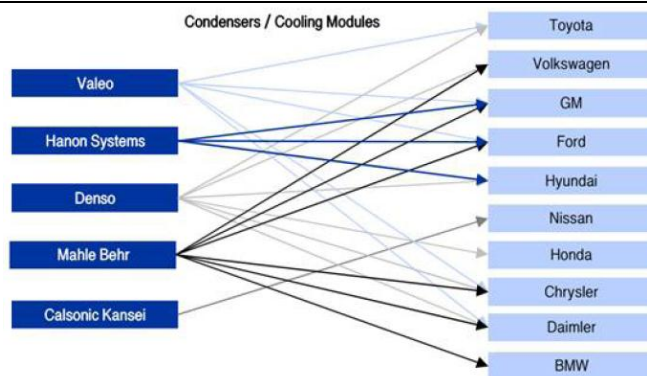 Condensers / Cooling Modules
Valeo
Hanon Systems
Denso
Mahle Behr
Calsonic Kansei
Toyota
Volkswagen
GM
Ford
Hyundai
Nissan
Honda
Chrysler
Daimler
BMW